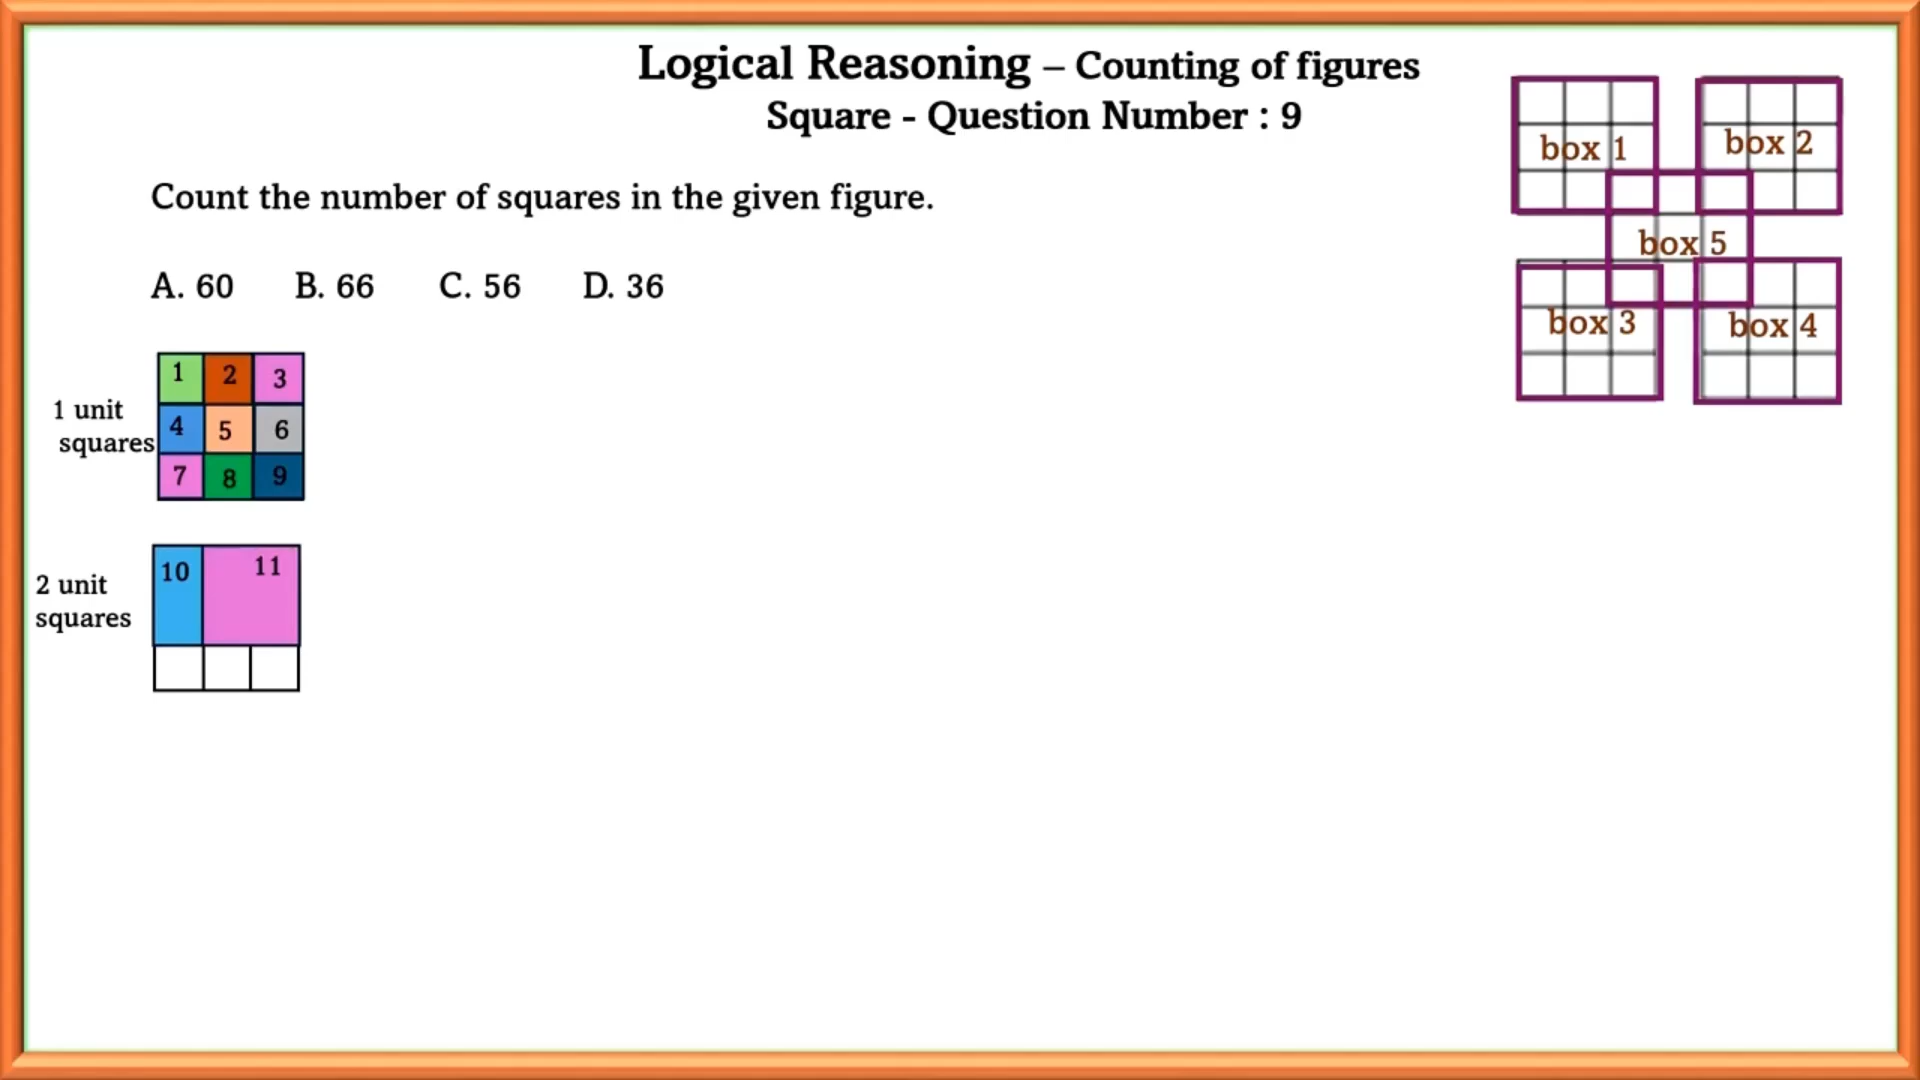 Logical Reasoning – Counting of figures
Square - Question Number : 9
Count the number of squares in the given figure.
A. 60 B. 66 C. 56 D. 36
box 1
box 2
box 5
box 3
box 4
1 unit
squares
1 2 3
4 5 6
7 8 9
2 unit
squares
10 11